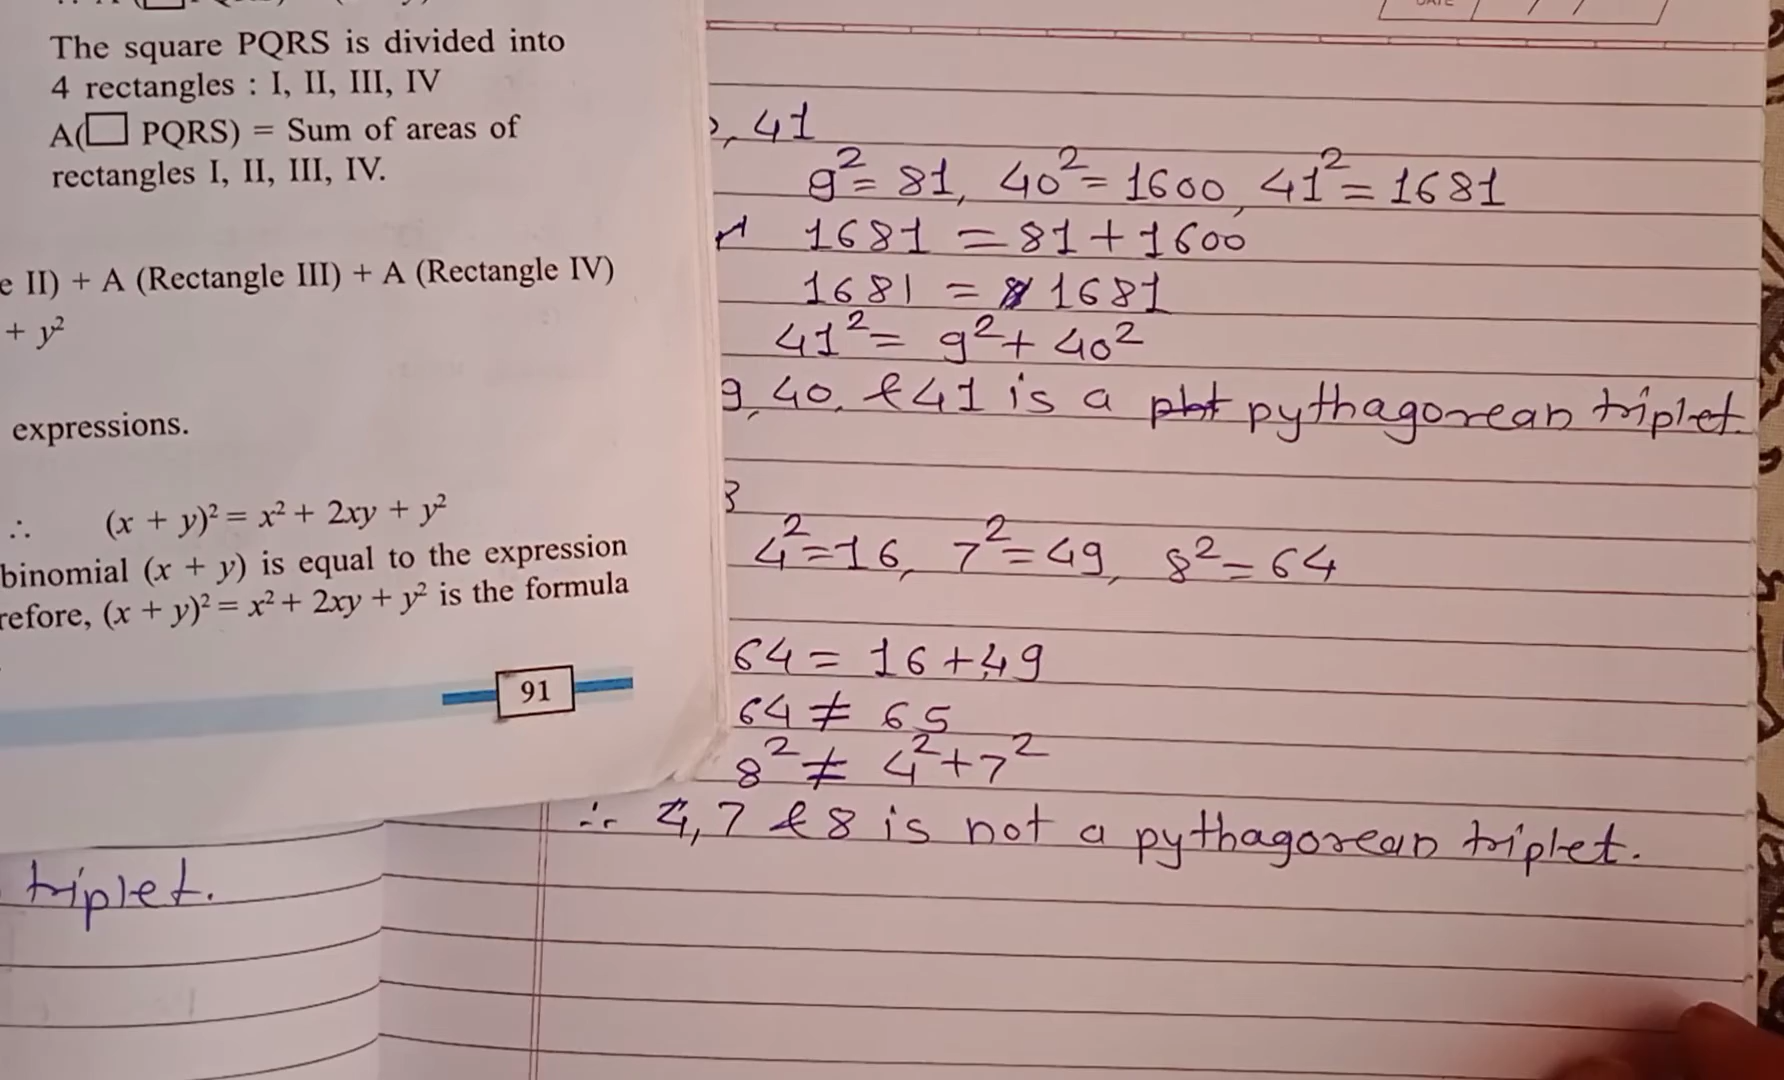 The square PQRS is divided into
4 rectangles : I, II, III, IV
A(□ PQRS) = Sum of areas of
rectangles I, II, III, IV.
e II) + A (Rectangle III) + A (Rectangle IV)
+ y²
expressions.
∴ (x + y)² = x² + 2xy + y²
binomial (x + y) is equal to the expression
refore, (x + y)² = x² + 2xy + y² is the formula
91
triplet.
DATE
, 41
9² = 81, 40² = 1600, 41² = 1681
1681 = 81 + 1600
1681 = 1681
41² = 9² + 40²
9, 40, & 41 is a pythagorean triplet.
4² = 16, 7² = 49, 8² = 64
64 = 16 + 49
64 ≠ 65
8² ≠ 4² + 7²
∴ 4, 7 & 8 is not a pythagorean triplet.